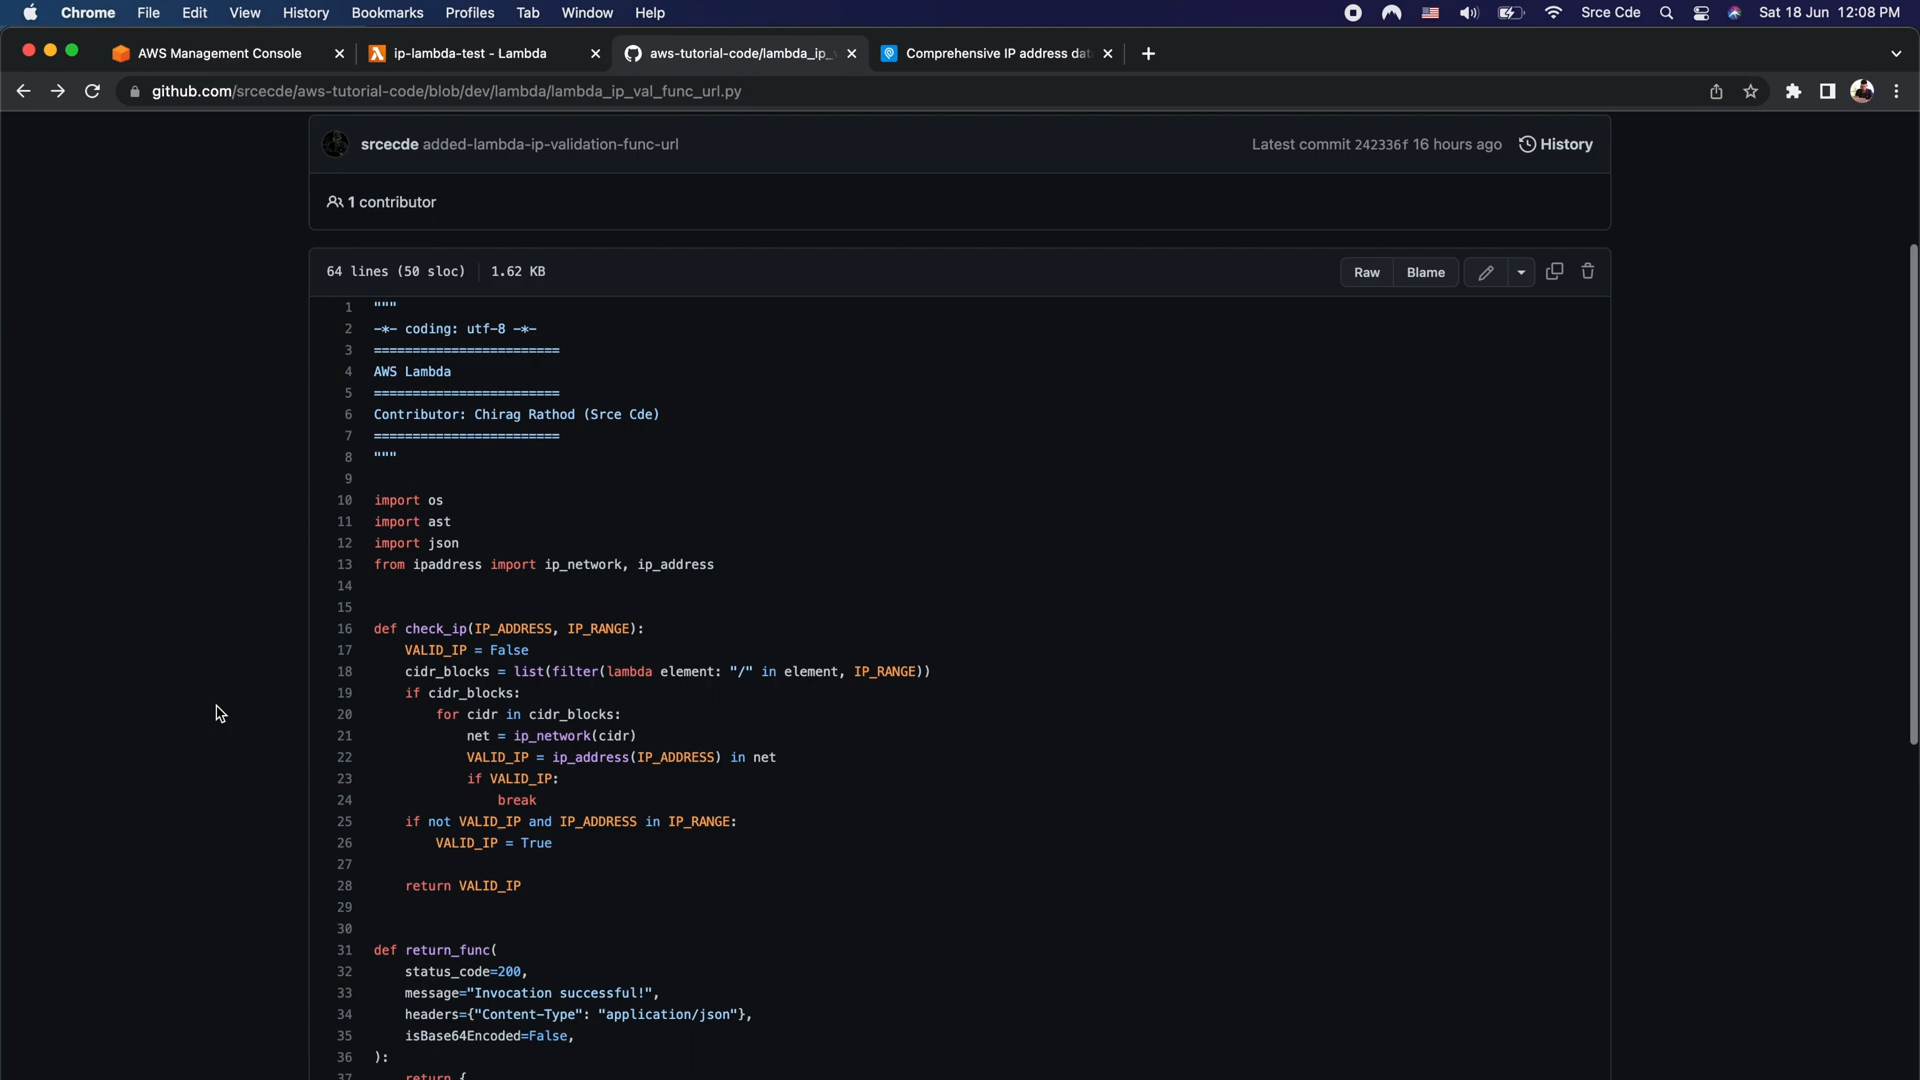 Chrome File Edit View History Bookmarks Profiles Tab Window Help Srce Cde Sat 18 Jun 12:08 PM
AWS Management Console ip-lambda-test - Lambda aws-tutorial-code/lambda_ip_ Comprehensive IP address dat
github.com/srcecde/aws-tutorial-code/blob/dev/lambda/lambda_ip_val_func_url.py
srcecde added-lambda-ip-validation-func-url Latest commit 242336f 16 hours ago History
1 contributor
64 lines (50 sloc) 1.62 KB Raw Blame
1 """
2 -*- coding: utf-8 -*-
3 ========================
4 AWS Lambda
5 ========================
6 Contributor: Chirag Rathod (Srce Cde)
7 ========================
8 """
9
10 import os
11 import ast
12 import json
13 from ipaddress import ip_network, ip_address
14
15
16 def check_ip(IP_ADDRESS, IP_RANGE):
17 VALID_IP = False
18 cidr_blocks = list(filter(lambda element: "/" in element, IP_RANGE))
19 if cidr_blocks:
20 for cidr in cidr_blocks:
21 net = ip_network(cidr)
22 VALID_IP = ip_address(IP_ADDRESS) in net
23 if VALID_IP:
24 break
25 if not VALID_IP and IP_ADDRESS in IP_RANGE:
26 VALID_IP = True
27
28 return VALID_IP
29
30
31 def return_func(
32 status_code=200,
33 message="Invocation successful!",
34 headers={"Content-Type": "application/json"},
35 isBase64Encoded=False,
36 ):
37 return {